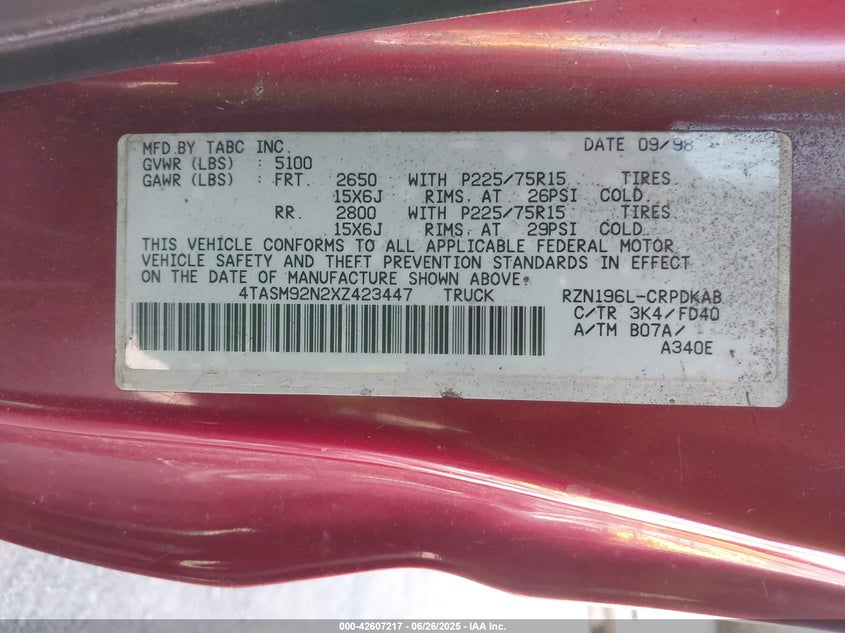 MFD.BY TABC INC. DATE 09/98
GVWR (LBS) : 5100
GAWR (LBS) : FRT. 2650 WITH P225/75R15 TIRES
15X6J RIMS. AT 26PSI COLD.
RR. 2800 WITH P225/75R15 TIRES
15X6J RIMS. AT 29PSI COLD.
THIS VEHICLE CONFORMS TO ALL APPLICABLE FEDERAL MOTOR
VEHICLE SAFETY AND THEFT PREVENTION STANDARDS IN EFFECT
ON THE DATE OF MANUFACTURE SHOWN ABOVE.
4TASM92N2XZ423447 TRUCK RZN196L-CRPDKAB
C/TR 3K4/FD40
A/TM B07A/
A340E
000-42607217 - 06/26/2025 - IAA Inc.